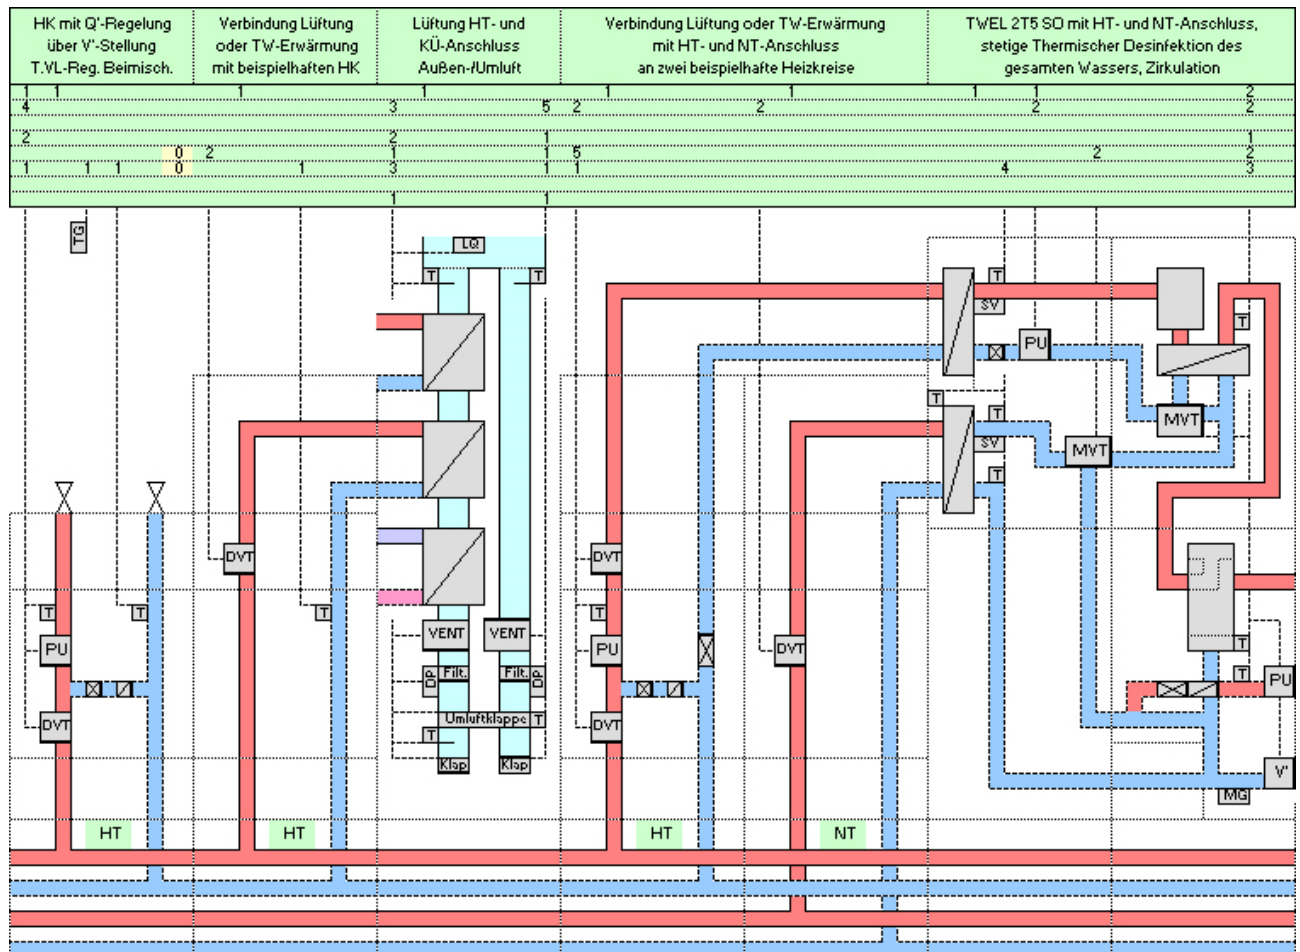 HK mit Q'-Regelung
über V'-Stellung
T.VL-Reg. Beimisch.
Verbindung Lüftung
oder TW-Erwärmung
mit beispielhaften HK
Lüftung HT- und
KÜ-Anschluss
Außen-/Umluft
Verbindung Lüftung oder TW-Erwärmung
mit HT- und NT-Anschluss
an zwei beispielhafte Heizkreise
TWEL 2T5 SO mit HT- und NT-Anschluss,
stetige Thermischer Desinfektion des
gesamten Wassers, Zirkulation
1 1 1 1 1 1 1 2
4 3 5 2 2 2 2
2 2 1 1
0 2 1 1 5 2 2
1 1 1 0 1 3 1 1 4 3
1 1
TG
LQ
T T T
SV
PU T
T T
MVT
SV MVT
T
DVT DVT
T T T
VENT VENT
PU PU DVT T
DP Filt. Filt. DP T PU
DVT Umluftklappe T DVT
T
Klap Klap V'
MG
HT HT HT NT